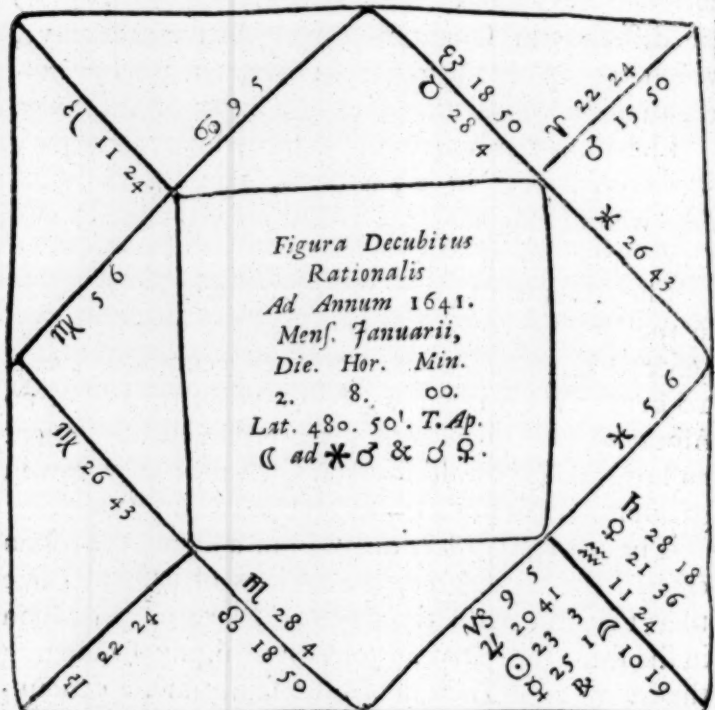 ♋ 9 5
☋ 18 50
♉ 28 4
♈ 22 24
♂ 15 50
♌ 11 24
♓ 26 43
♍ 5 6
Figura Decubitus
Rationalis
Ad Annum 1641.
Menſ. Januarii,
Die. Hor. Min.
2. 8. 00.
Lat. 480. 50'. T. Ap.
☾ ad ⚹ ♂ & ☌ ♀.
♓ 5 6
♍ 26 43
♄ 28 18
♀ 21 36
♒ 11 24
☾ 10 19
♎ 22 24
♏ 28 4
☊ 18 50
♑ 9 5
♃ 20 41
☉ 23 3
☿ 25 1 ℞